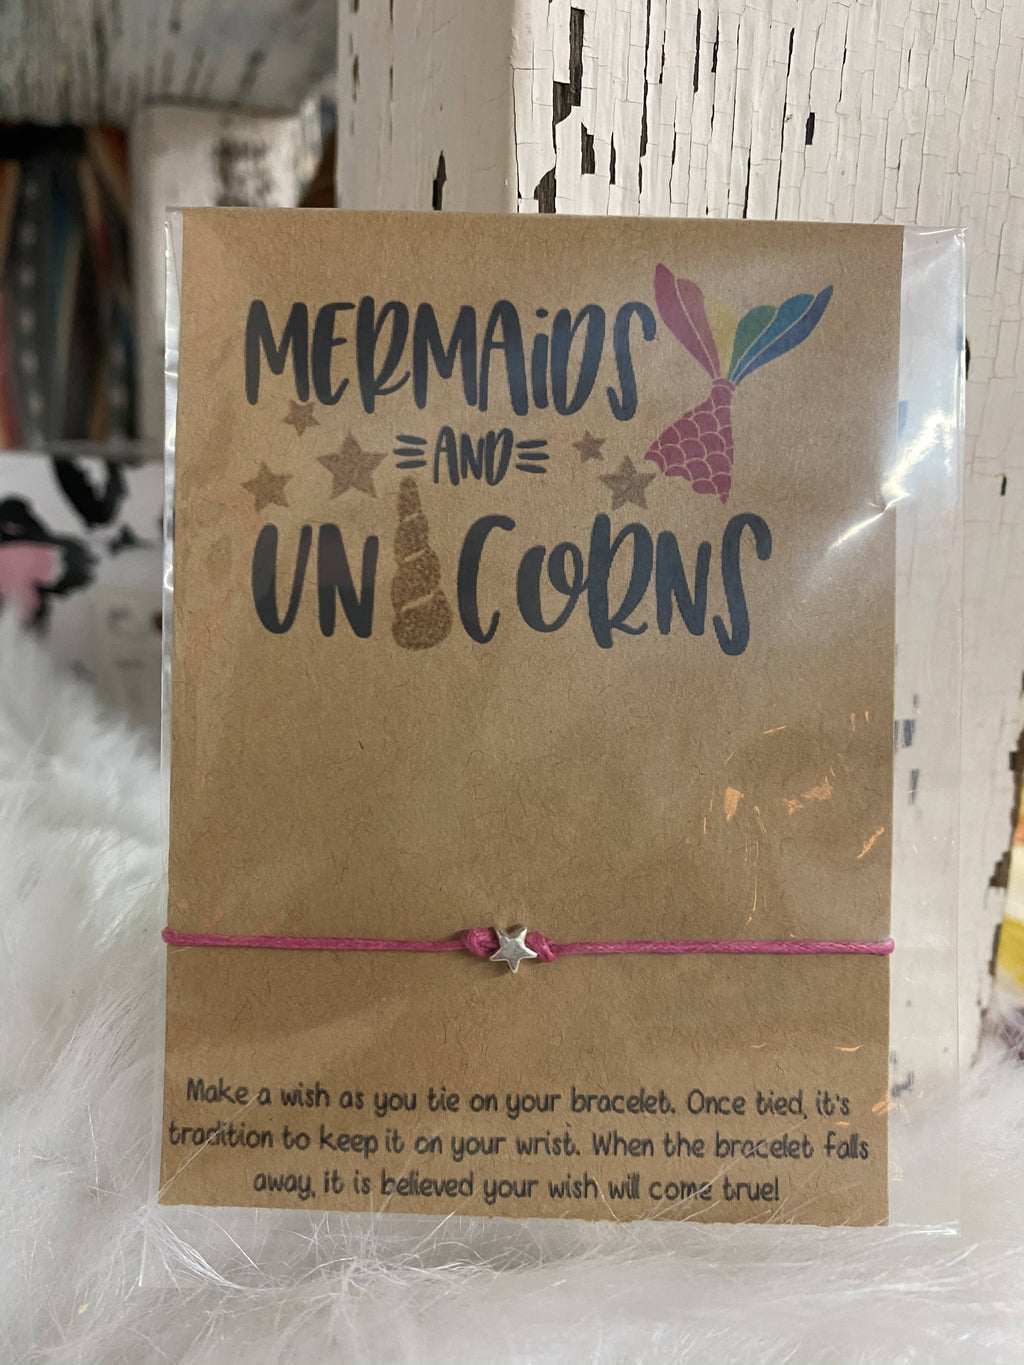 MERMAiDS
AND
UNiCORNS
Make a wish as you tie on your bracelet. Once tied, it's
tradition to keep it on your wrist. When the bracelet falls
away, it is believed your wish will come true!